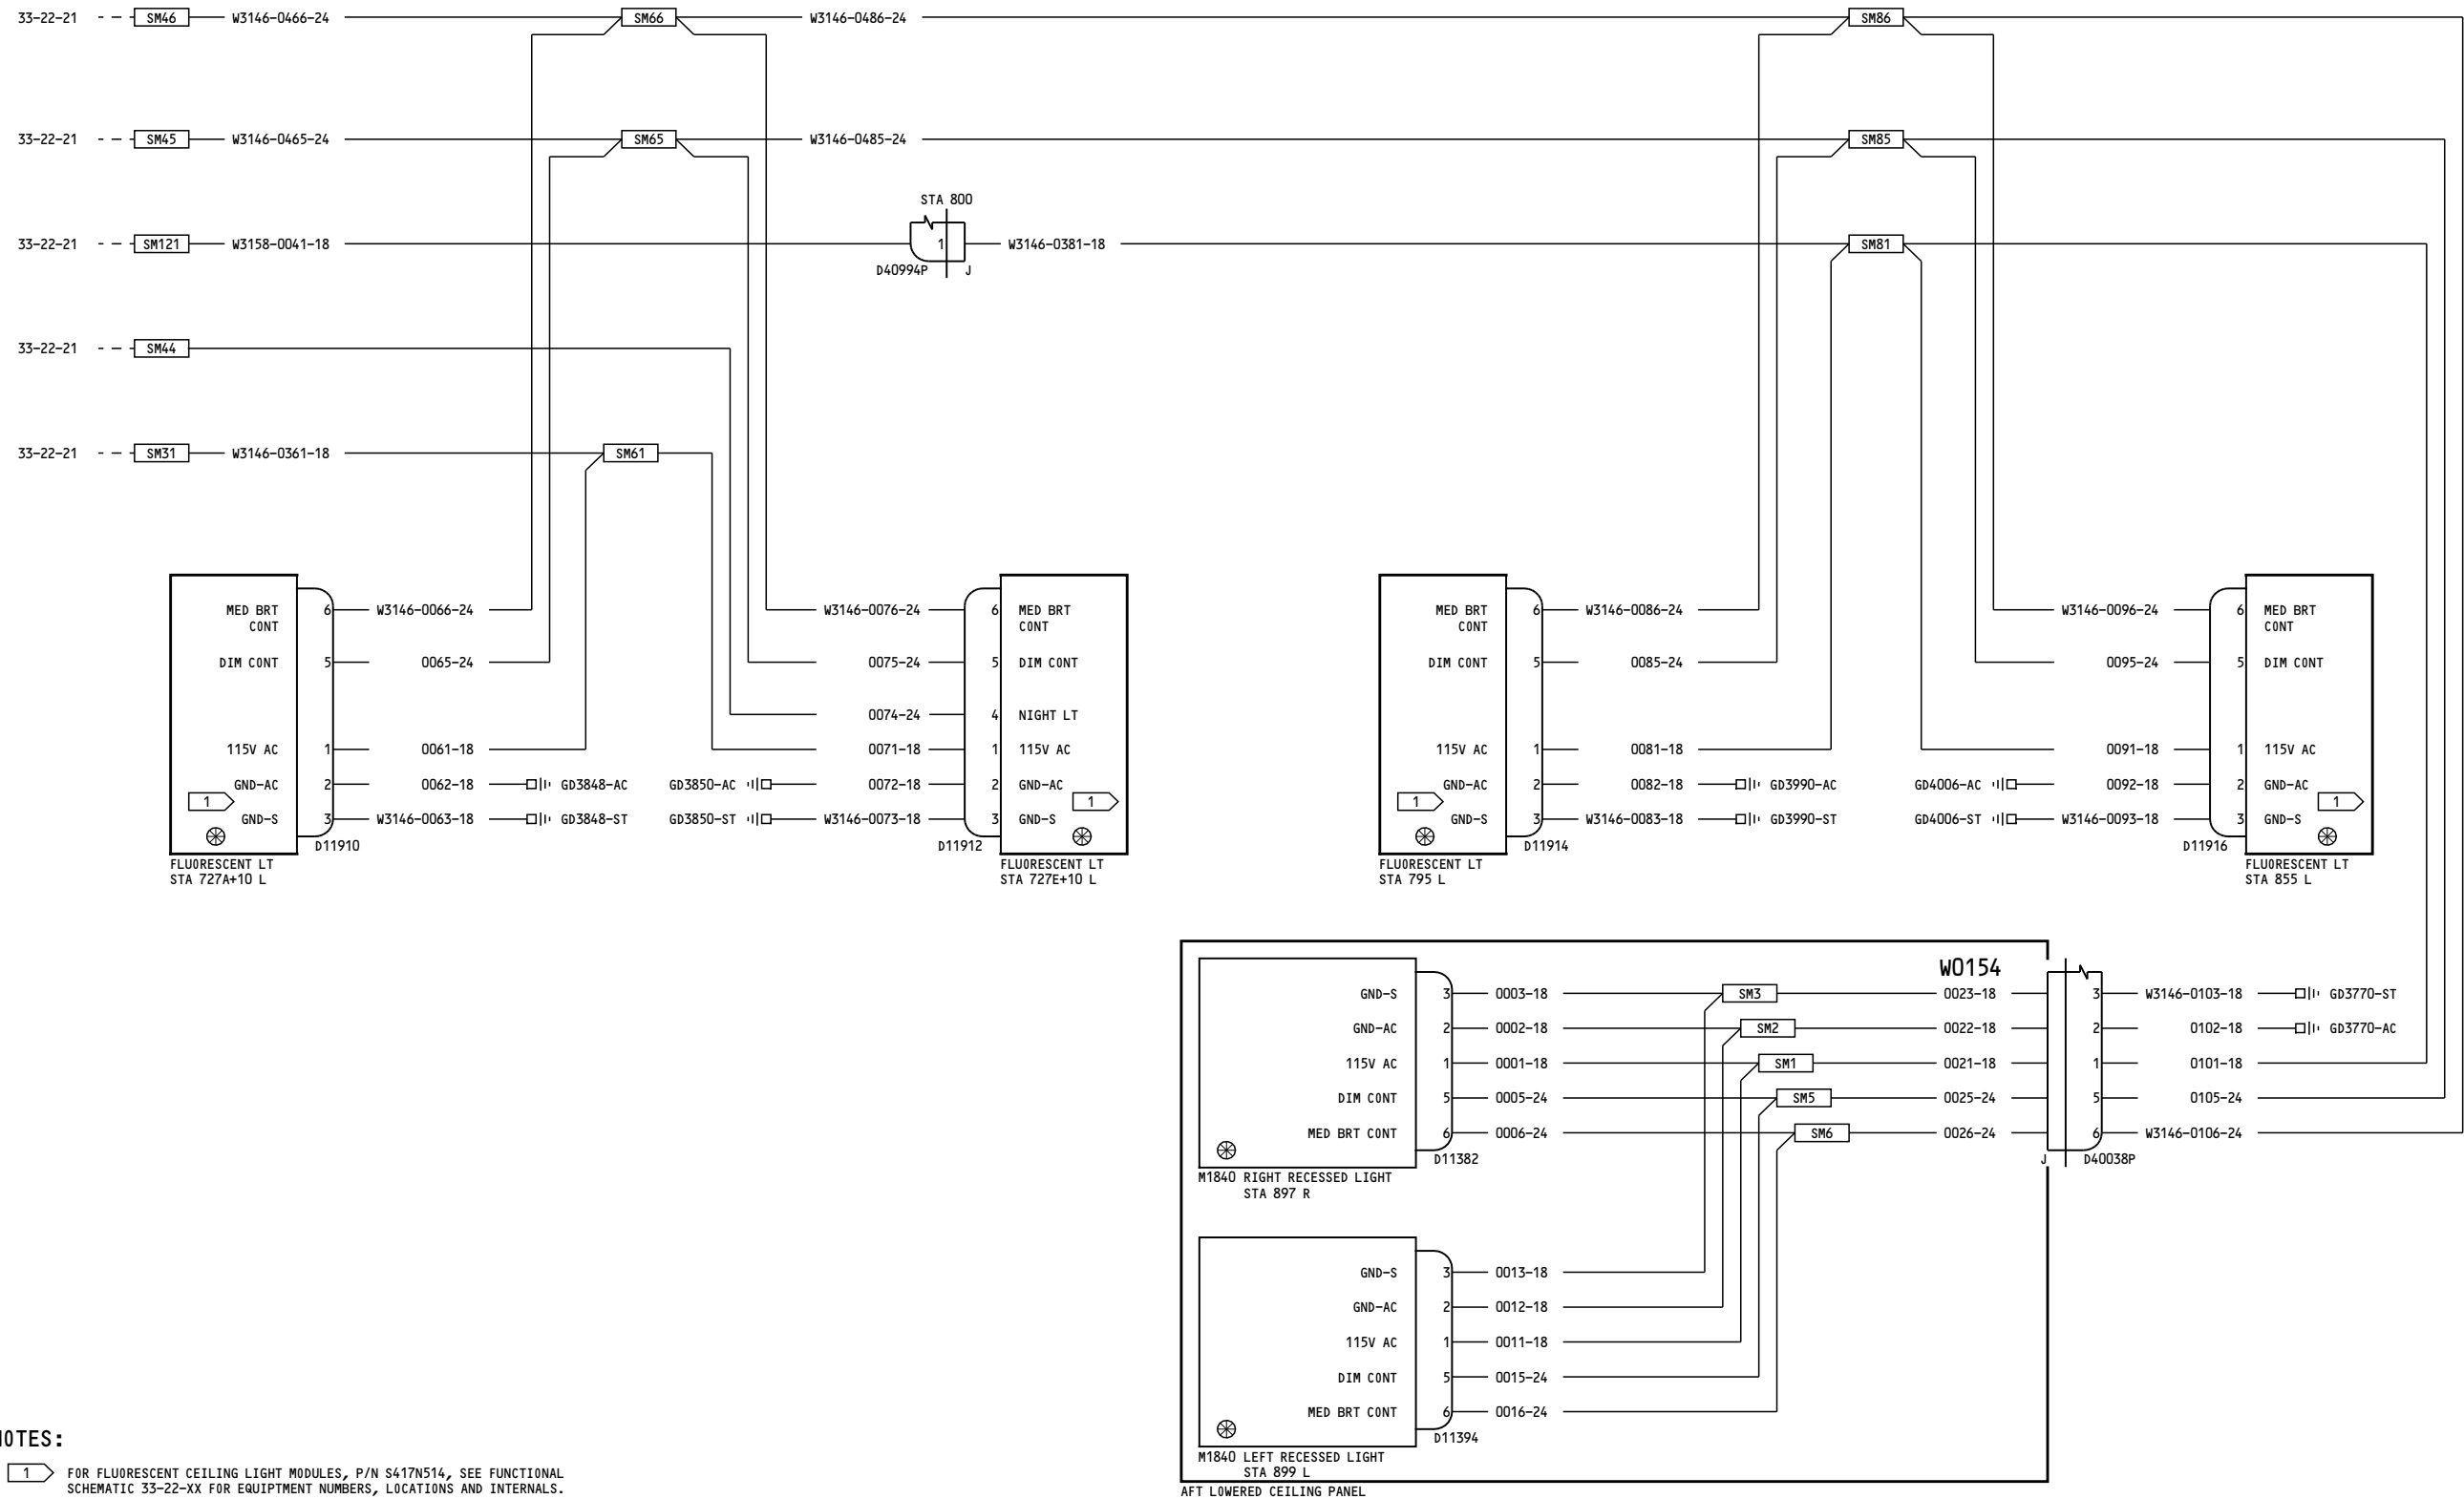 33-22-21 SM46 W3146-0466-24 SM66 W3146-0486-24 SM86
33-22-21 SM45 W3146-0465-24 SM65 W3146-0485-24 SM85
STA 800
33-22-21 SM121 W3158-0041-18 1 W3146-0381-18 SM81
D40994P J
33-22-21 SM44
33-22-21 SM31 W3146-0361-18 SM61
MED BRT CONT 6 W3146-0066-24
DIM CONT 5 0065-24
115V AC 1 0061-18
GND-AC 2 0062-18 GD3848-AC
1
GND-S 3 W3146-0063-18 GD3848-ST
D11910
FLUORESCENT LT
STA 727A+10 L
W3146-0076-24 6 MED BRT CONT
0075-24 5 DIM CONT
0074-24 4 NIGHT LT
0071-18 1 115V AC
GD3850-AC 0072-18 2 GND-AC
1
GD3850-ST W3146-0073-18 3 GND-S
D11912
FLUORESCENT LT
STA 727E+10 L
MED BRT CONT 6 W3146-0086-24
DIM CONT 5 0085-24
115V AC 1 0081-18
GND-AC 2 0082-18 GD3990-AC
1
GND-S 3 W3146-0083-18 GD3990-ST
D11914
FLUORESCENT LT
STA 795 L
W3146-0096-24 6 MED BRT CONT
0095-24 5 DIM CONT
0091-18 1 115V AC
GD4006-AC 0092-18 2 GND-AC
1
GD4006-ST W3146-0093-18 3 GND-S
D11916
FLUORESCENT LT
STA 855 L
W0154
GND-S 3 0003-18 SM3 0023-18 3 W3146-0103-18 GD3770-ST
GND-AC 2 0002-18 SM2 0022-18 2 0102-18 GD3770-AC
115V AC 1 0001-18 SM1 0021-18 1 0101-18
DIM CONT 5 0005-24 SM5 0025-24 5 0105-24
MED BRT CONT 6 0006-24 SM6 0026-24 6 W3146-0106-24
D11382 J D40038P
M1840 RIGHT RECESSED LIGHT
STA 897 R
GND-S 3 0013-18
GND-AC 2 0012-18
115V AC 1 0011-18
DIM CONT 5 0015-24
MED BRT CONT 6 0016-24
D11394
M1840 LEFT RECESSED LIGHT
STA 899 L
AFT LOWERED CEILING PANEL
NOTES:
1 FOR FLUORESCENT CEILING LIGHT MODULES, P/N S417N514, SEE FUNCTIONAL
SCHEMATIC 33-22-XX FOR EQUIPTMENT NUMBERS, LOCATIONS AND INTERNALS.